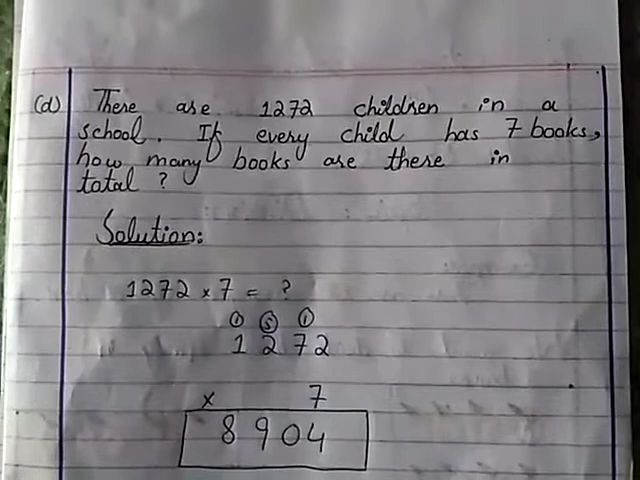 (d) There are 1272 children in a
school. If every child has 7 books,
how many books are there in
total ?
Solution:
1272 × 7 = ?
① ⑤ ①
1 2 7 2
× 7
8 9 0 4